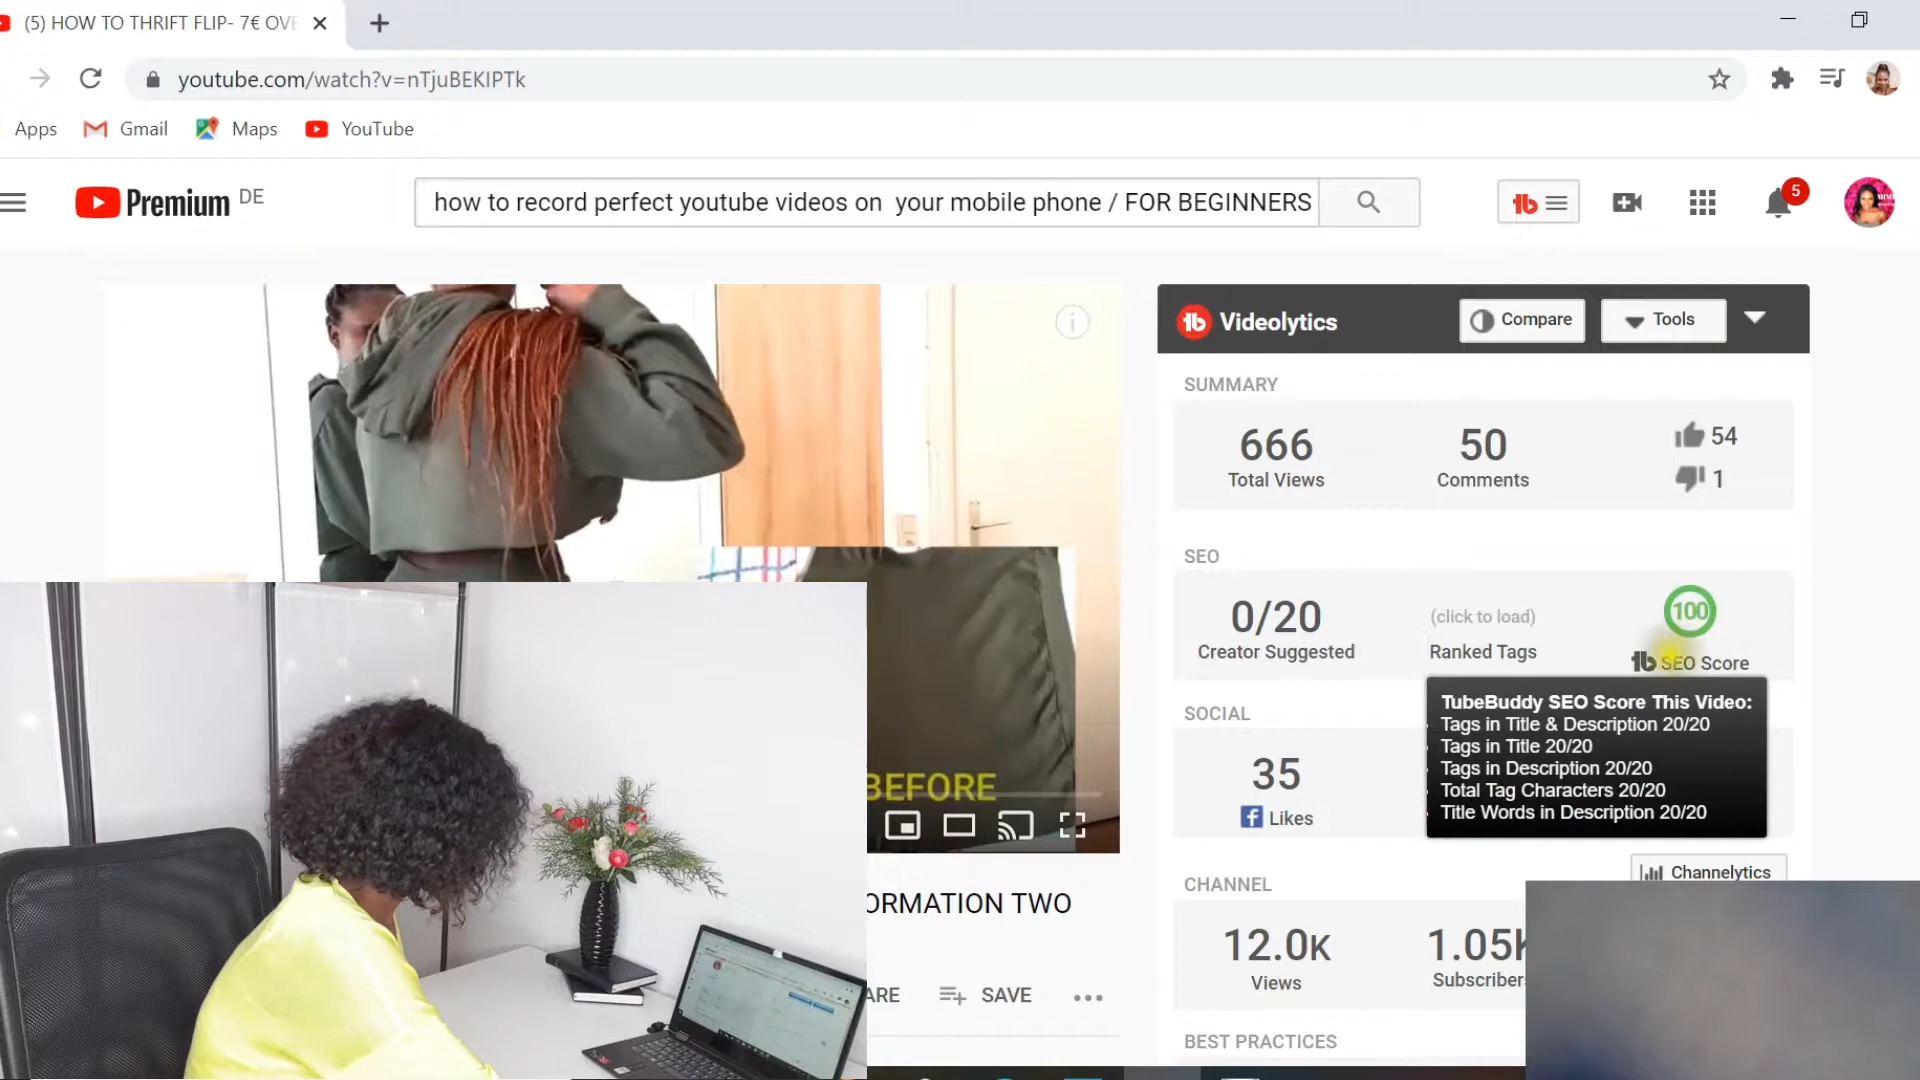 (5) HOW TO THRIFT FLIP- 7€ OVE
youtube.com/watch?v=nTjuBEKIPTk
Apps Gmail Maps YouTube
Premium DE
how to record perfect youtube videos on your mobile phone / FOR BEGINNERS
5
Videolytics Compare Tools
SUMMARY
666 50 54
Total Views Comments 1
SEO
0/20 (click to load) 100
Creator Suggested Ranked Tags SEO Score
SOCIAL
35
Likes
TubeBuddy SEO Score This Video:
Tags in Title & Description 20/20
Tags in Title 20/20
Tags in Description 20/20
Total Tag Characters 20/20
Title Words in Description 20/20
BEFORE
CHANNEL Channelytics
ORMATION TWO
12.0K 1.05K
Views Subscriber
ARE SAVE
BEST PRACTICES